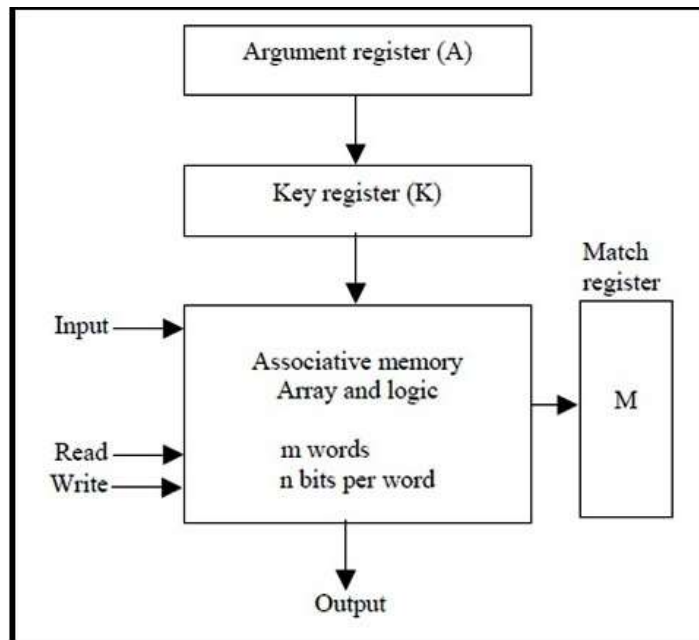 Argument register (A)
Key register (K)
Match
register
Input
Associative memory
Array and logic
M
Read
m words
Write
n bits per word
Output